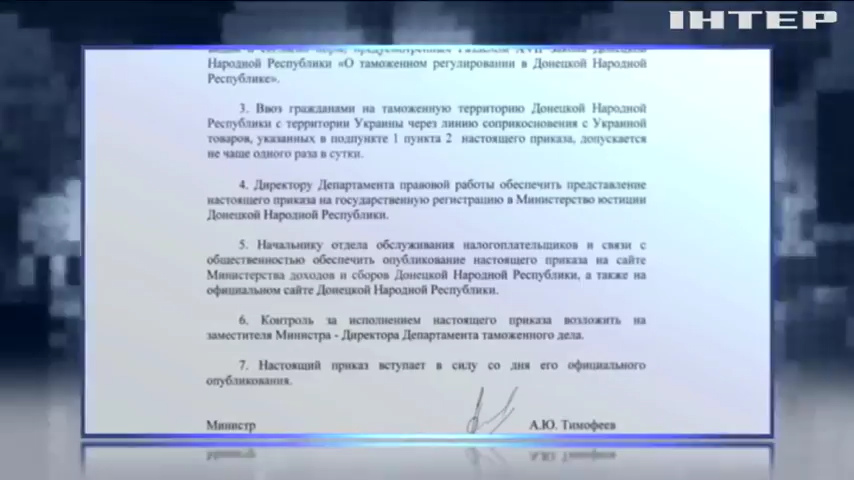 ІНТЕР
Народной Республики «О таможенном регулировании в Донецкой Народной
Республике».
3. Ввоз гражданами на таможенную территорию Донецкой Народной
Республики с территории Украины через линию соприкосновения с Украиной
товаров, указанных в подпункте 1 пункта 2 настоящего приказа, допускается
не чаще одного раза в сутки.
4. Директору Департамента правовой работы обеспечить представление
настоящего приказа на государственную регистрацию в Министерство юстиции
Донецкой Народной Республики.
5. Начальнику отдела обслуживания налогоплательщиков и связи с
общественностью обеспечить опубликование настоящего приказа на сайте
Министерства доходов и сборов Донецкой Народной Республики, а также на
официальном сайте Донецкой Народной Республики.
6. Контроль за исполнением настоящего приказа возложить на
заместителя Министра - Директора Департамента таможенного дела.
7. Настоящий приказ вступает в силу со дня его официального
опубликования.
Министр А.Ю. Тимофеев